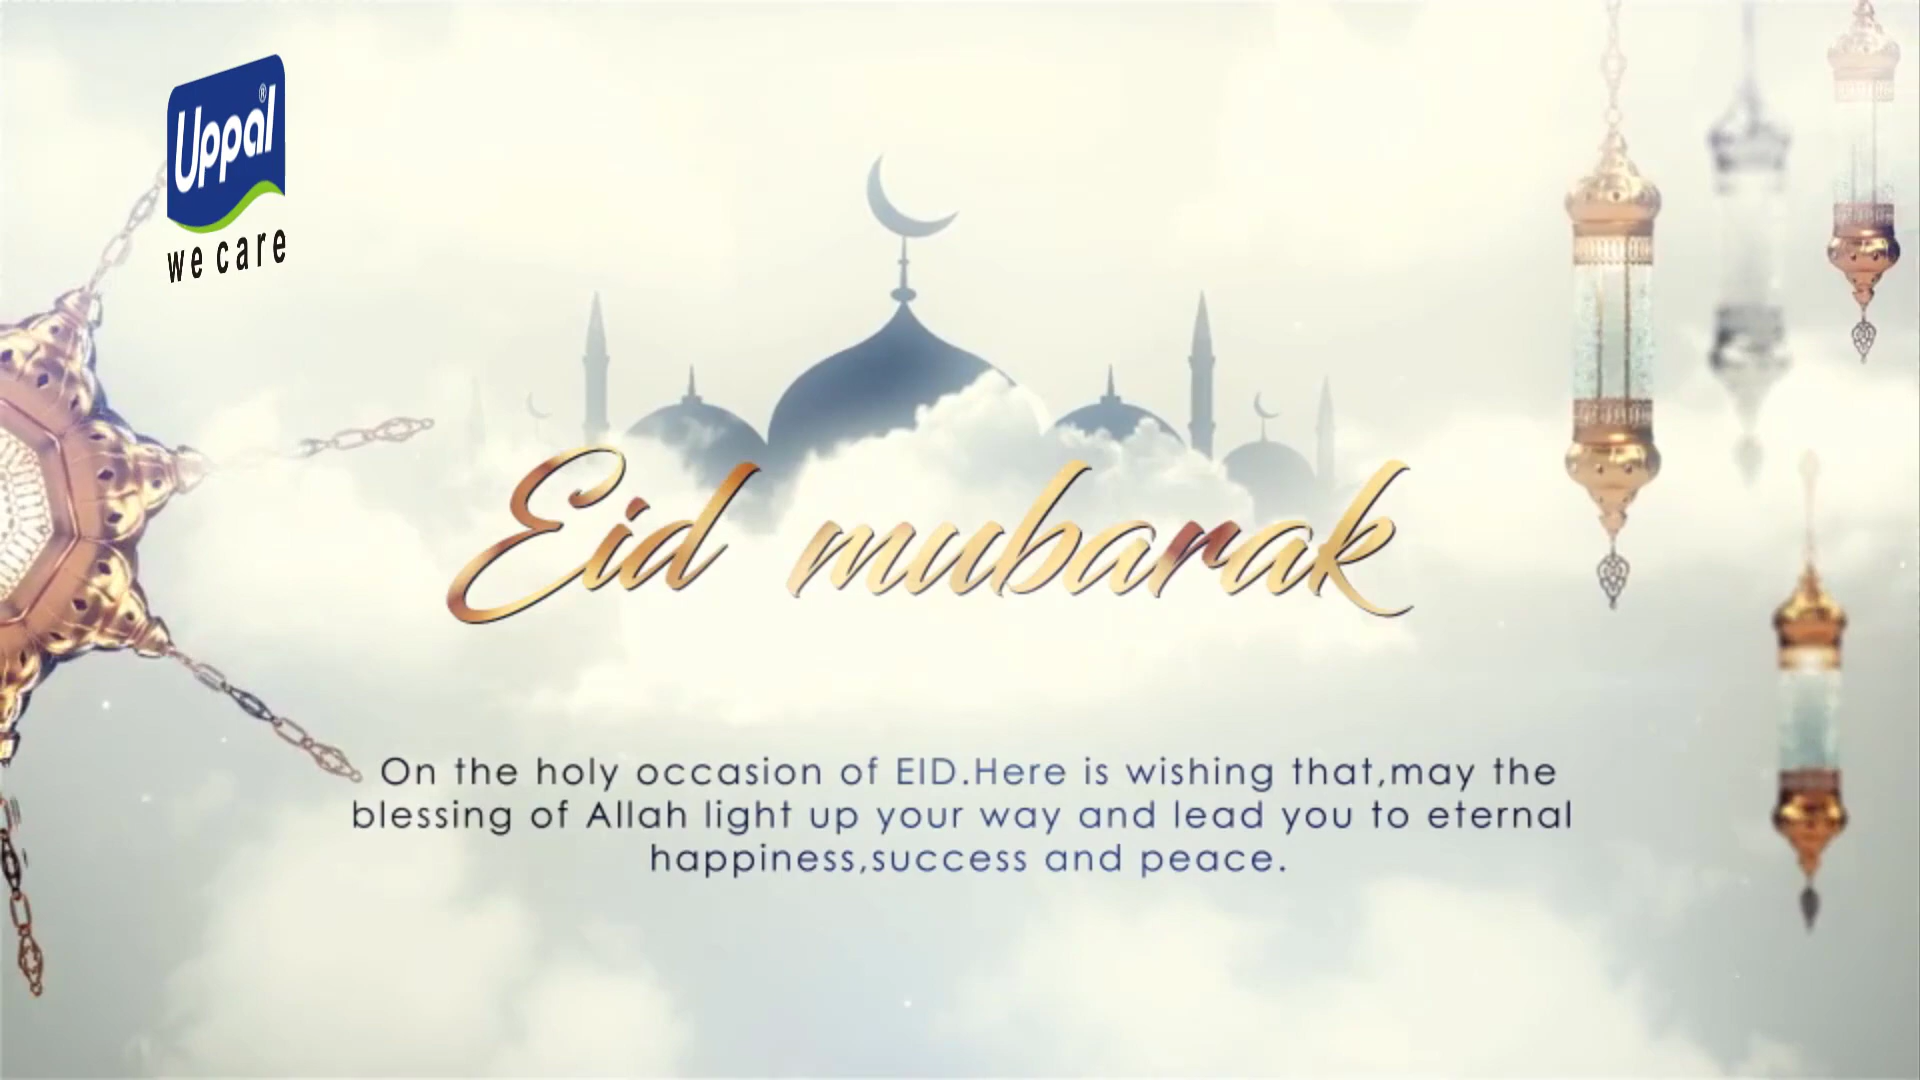 Uppal®
we care
Eid mubarak
On the holy occasion of EID.Here is wishing that,may the
blessing of Allah light up your way and lead you to eternal
happiness,success and peace.